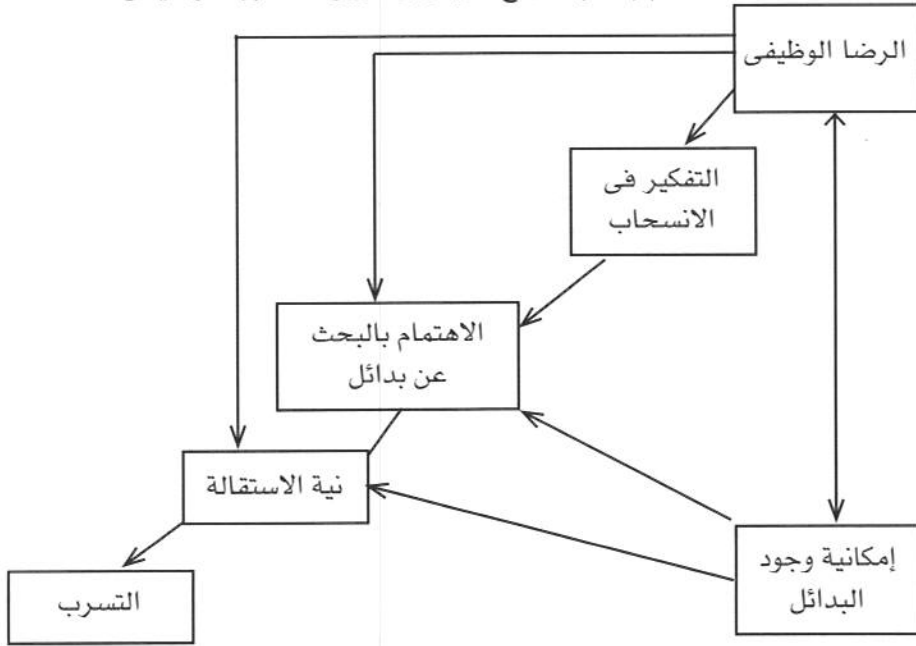 الرضا الوظيفى
التفكير فى
الانسحاب
الاهتمام بالبحث
عن بدائل
نية الاستقالة
إمكانية وجود
البدائل
التسرب